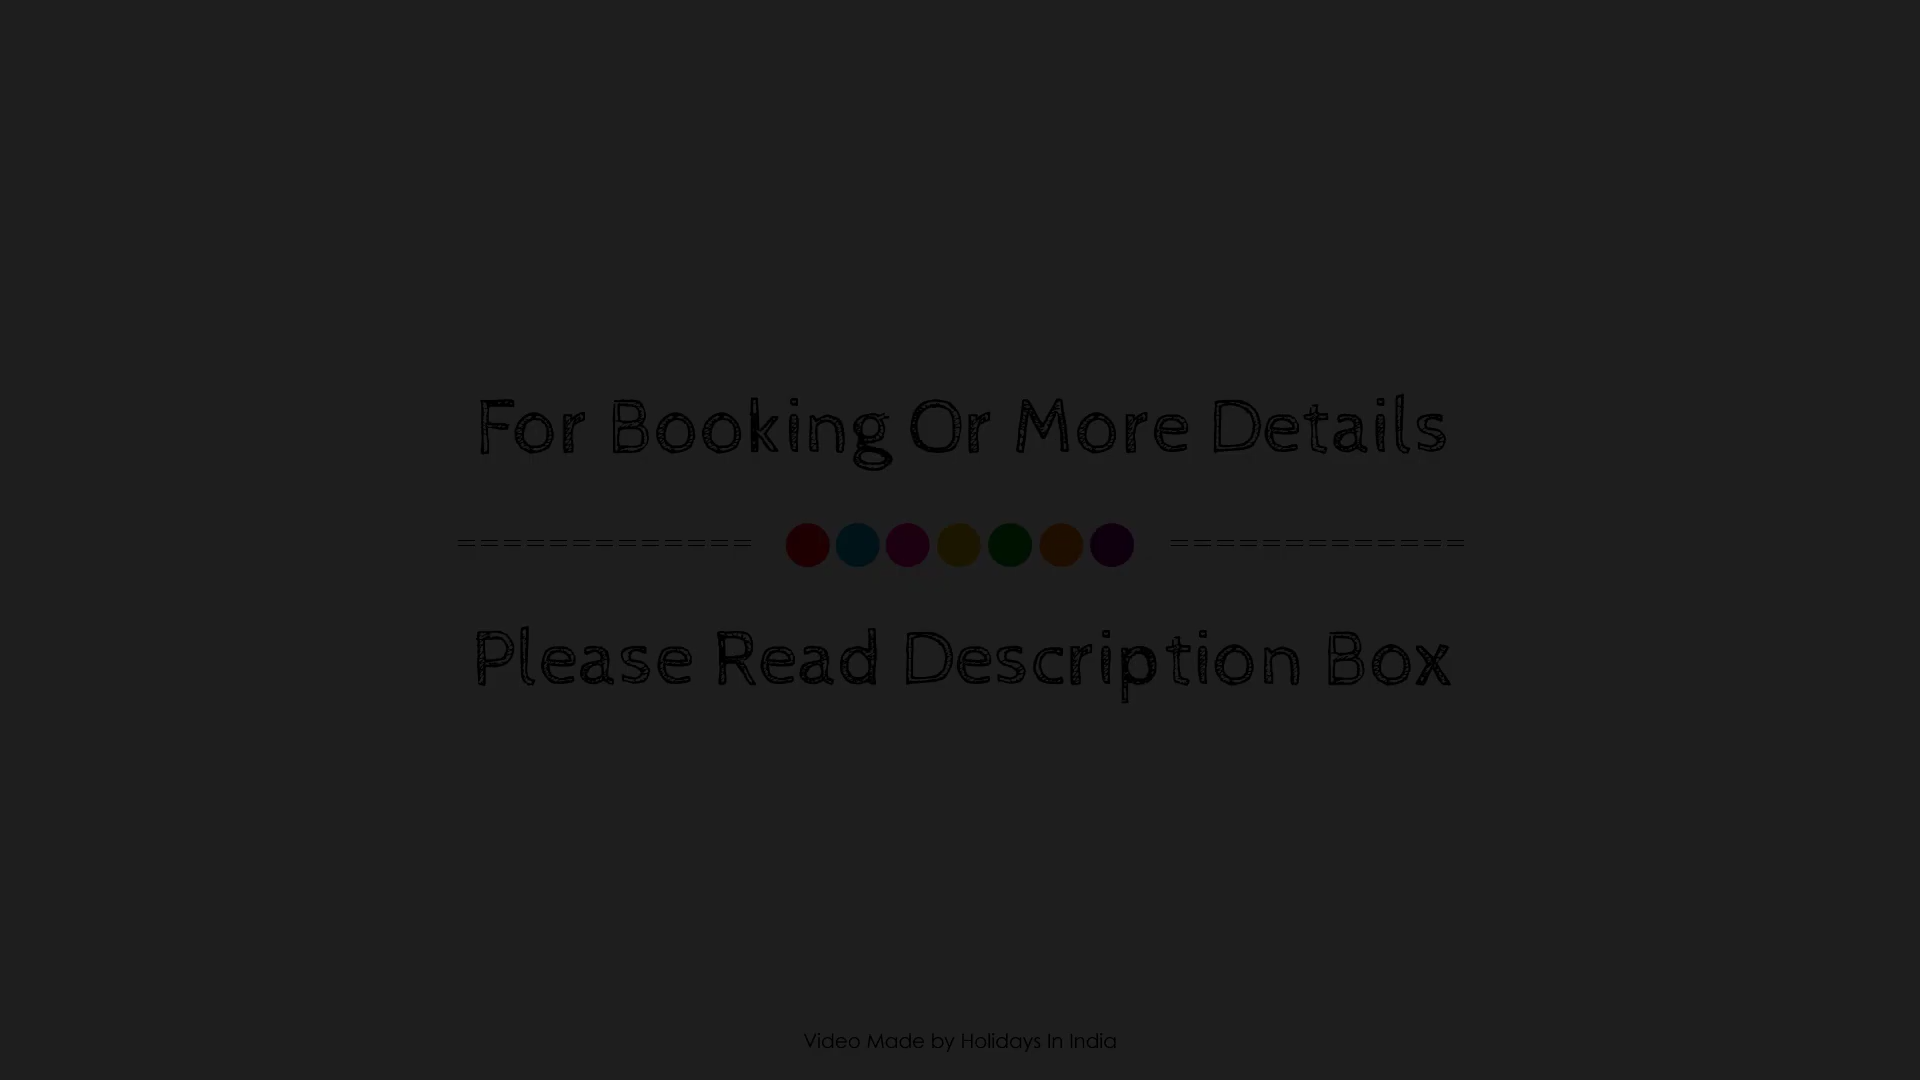 For Booking Or More Details
============= =============
Please Read Description Box
Video Made by Holidays In India